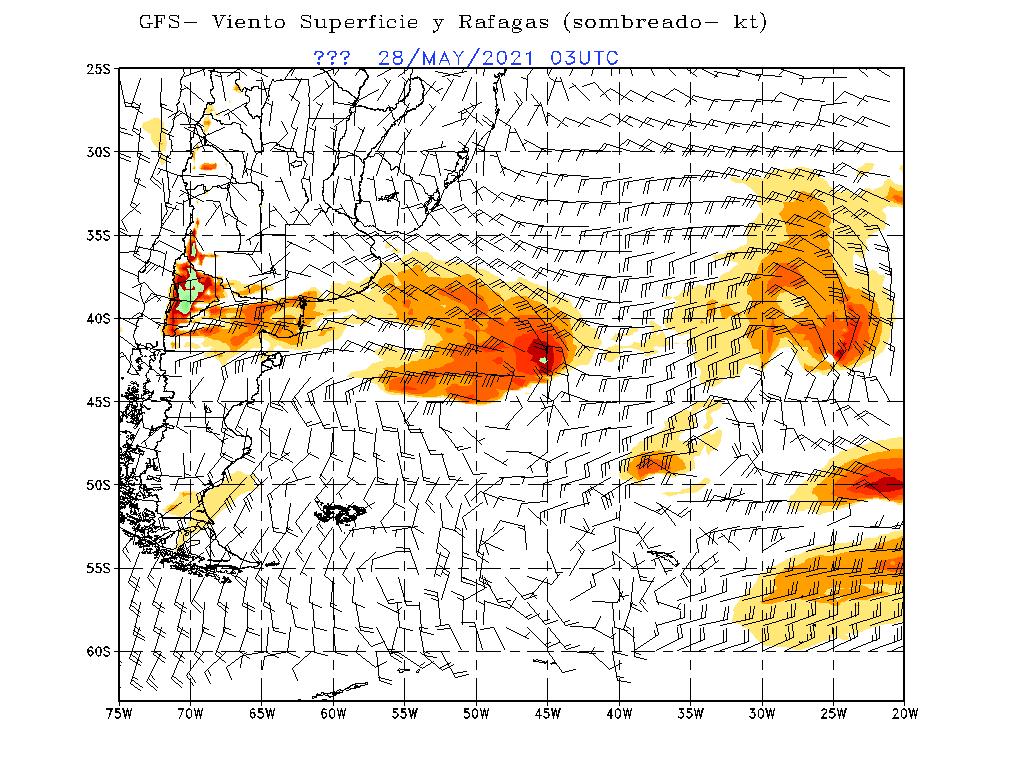 GFS− Viento Superficie y Rafagas (sombreado− kt)
??? 28/MAY/2021 03UTC
25S
30S
35S
40S
45S
50S
55S
60S
75W 70W 65W 60W 55W 50W 45W 40W 35W 30W 25W 20W